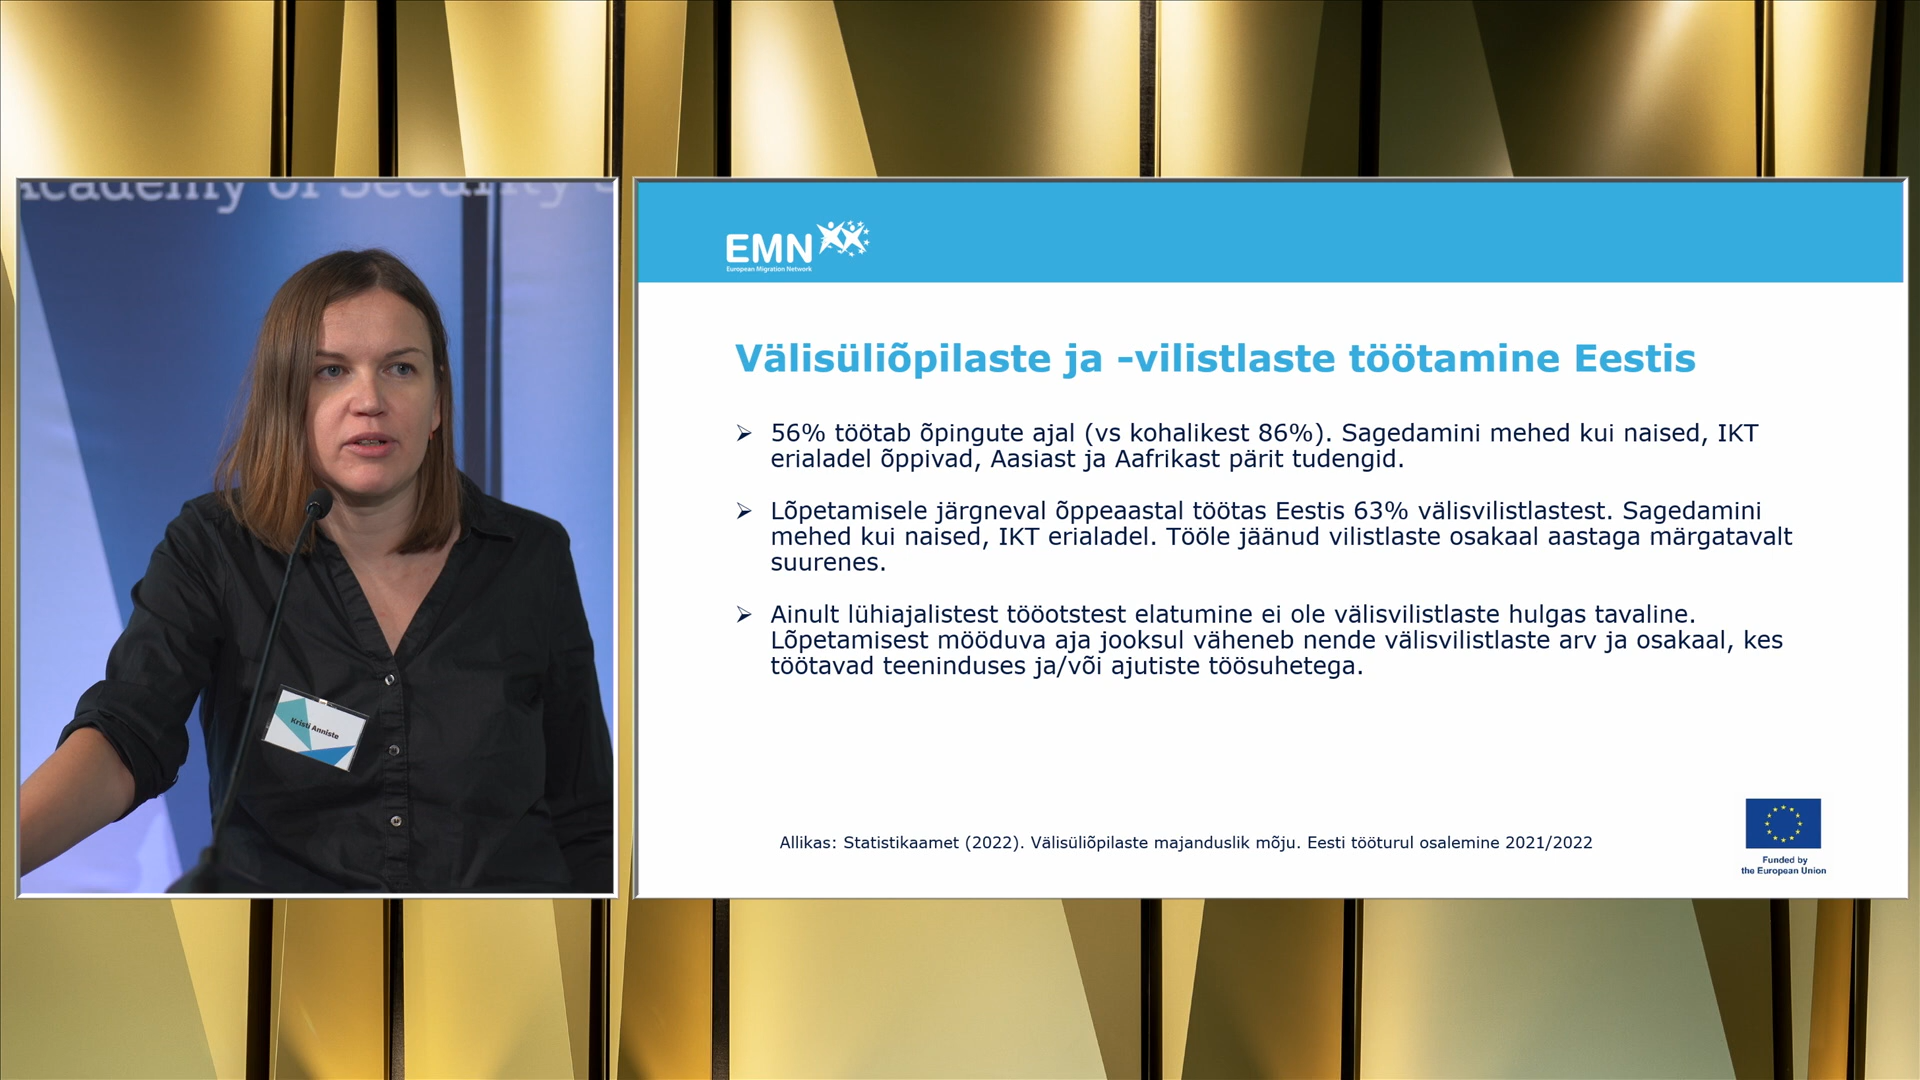 Academy of Security
Kristi Anniste
EMN
European Migration Network
Välisüliõpilaste ja -vilistlaste töötamine Eestis
➢ 56% töötab õpingute ajal (vs kohalikest 86%). Sagedamini mehed kui naised, IKT
erialadel õppivad, Aasiast ja Aafrikast pärit tudengid.
➢ Lõpetamisele järgneval õppeaastal töötas Eestis 63% välisvilistlastest. Sagedamini
mehed kui naised, IKT erialadel. Tööle jäänud vilistlaste osakaal aastaga märgatavalt
suurenes.
➢ Ainult lühiajalistest tööotstest elatumine ei ole välisvilistlaste hulgas tavaline.
Lõpetamisest mööduva aja jooksul väheneb nende välisvilistlaste arv ja osakaal, kes
töötavad teeninduses ja/või ajutiste töösuhetega.
Allikas: Statistikaamet (2022). Välisüliõpilaste majanduslik mõju. Eesti tööturul osalemine 2021/2022
Funded by
the European Union